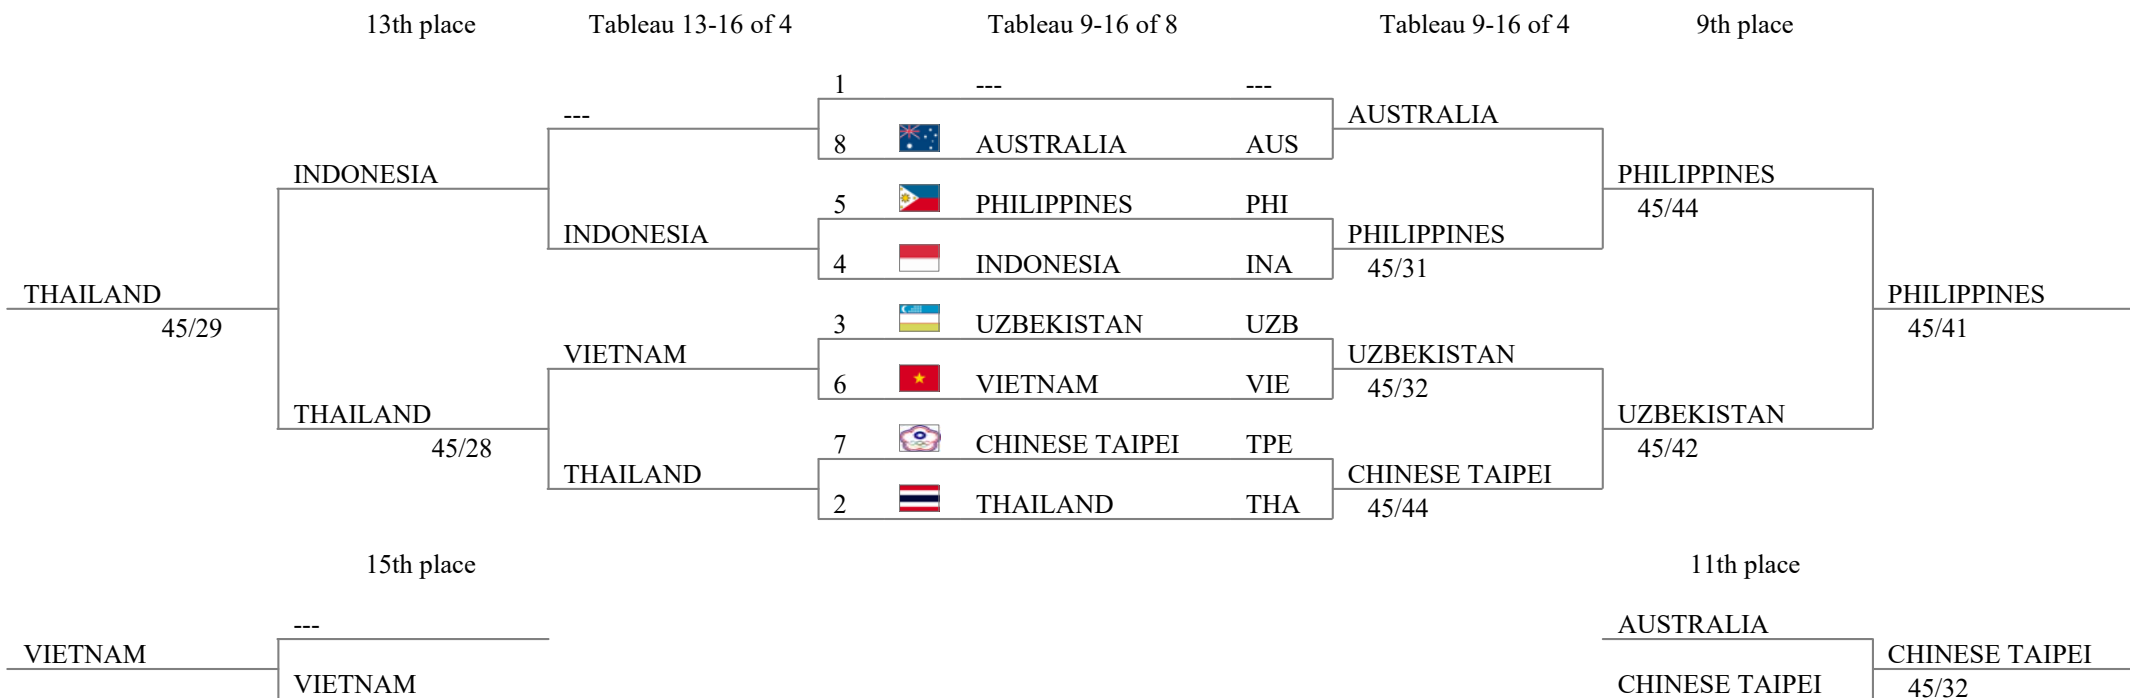 13th place Tableau 13-16 of 4 Tableau 9-16 of 8 Tableau 9-16 of 4 9th place
1 --- ---
--- AUSTRALIA
8 AUSTRALIA AUS
INDONESIA PHILIPPINES
5 PHILIPPINES PHI 45/44
INDONESIA PHILIPPINES
4 INDONESIA INA 45/31
THAILAND PHILIPPINES
45/29 3 UZBEKISTAN UZB 45/41
VIETNAM UZBEKISTAN
6 VIETNAM VIE 45/32
THAILAND UZBEKISTAN
45/28 7 CHINESE TAIPEI TPE 45/42
THAILAND CHINESE TAIPEI
2 THAILAND THA 45/44
15th place 11th place
--- AUSTRALIA
VIETNAM CHINESE TAIPEI
VIETNAM CHINESE TAIPEI 45/32